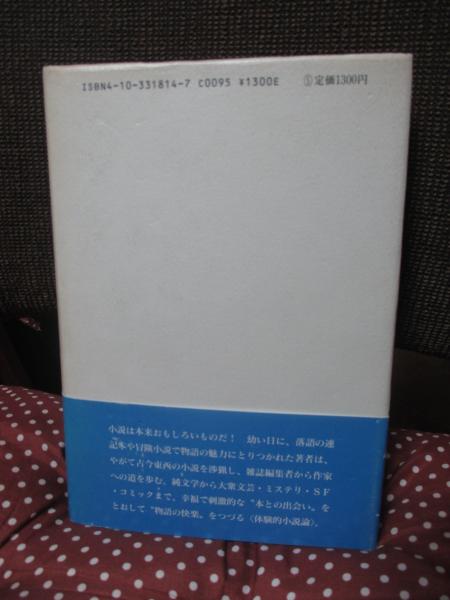 ISBN4-10-331814-7 C0095 ¥1300E Ⓢ定価1300円
小説は本来おもしろいものだ！ 幼い日に、落語の速
記本や冒険小説で物語の魅力にとりつかれた著者は、
やがて古今東西の小説を渉猟し、雑誌編集者から作家
への道を歩む。純文学から大衆文芸・ミステリ・SF
・コミックまで、幸福で刺激的な〝本との出会い〟を
とおして〝物語の快楽〟をつづる〈体験的小説論〉。